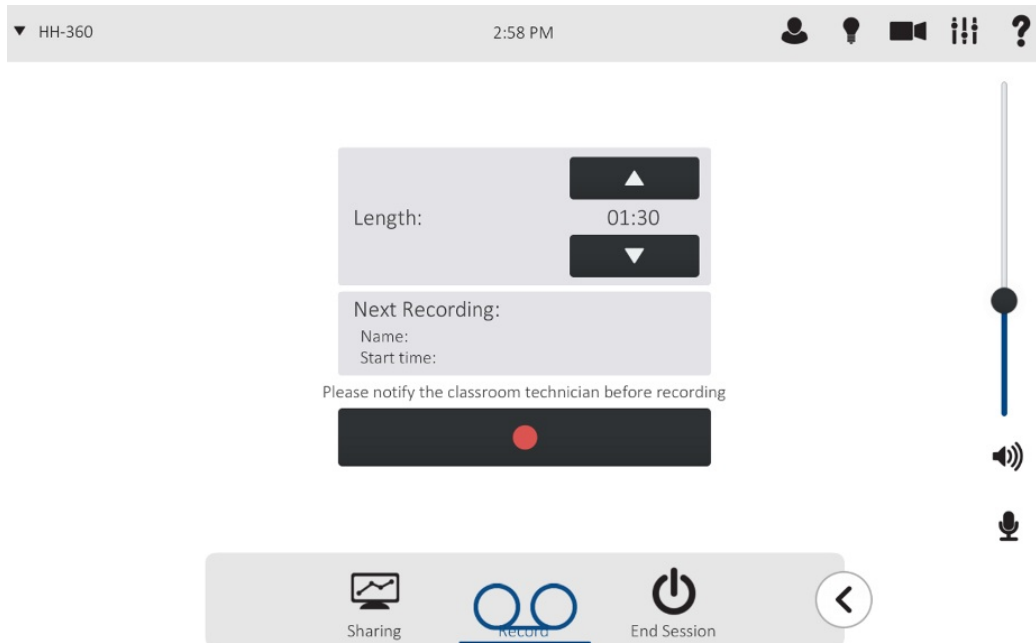 HH-360
2:58 PM
Length:
01:30
Next Recording:
Name:
Start time:
Please notify the classroom technician before recording
Sharing
Record
End Session